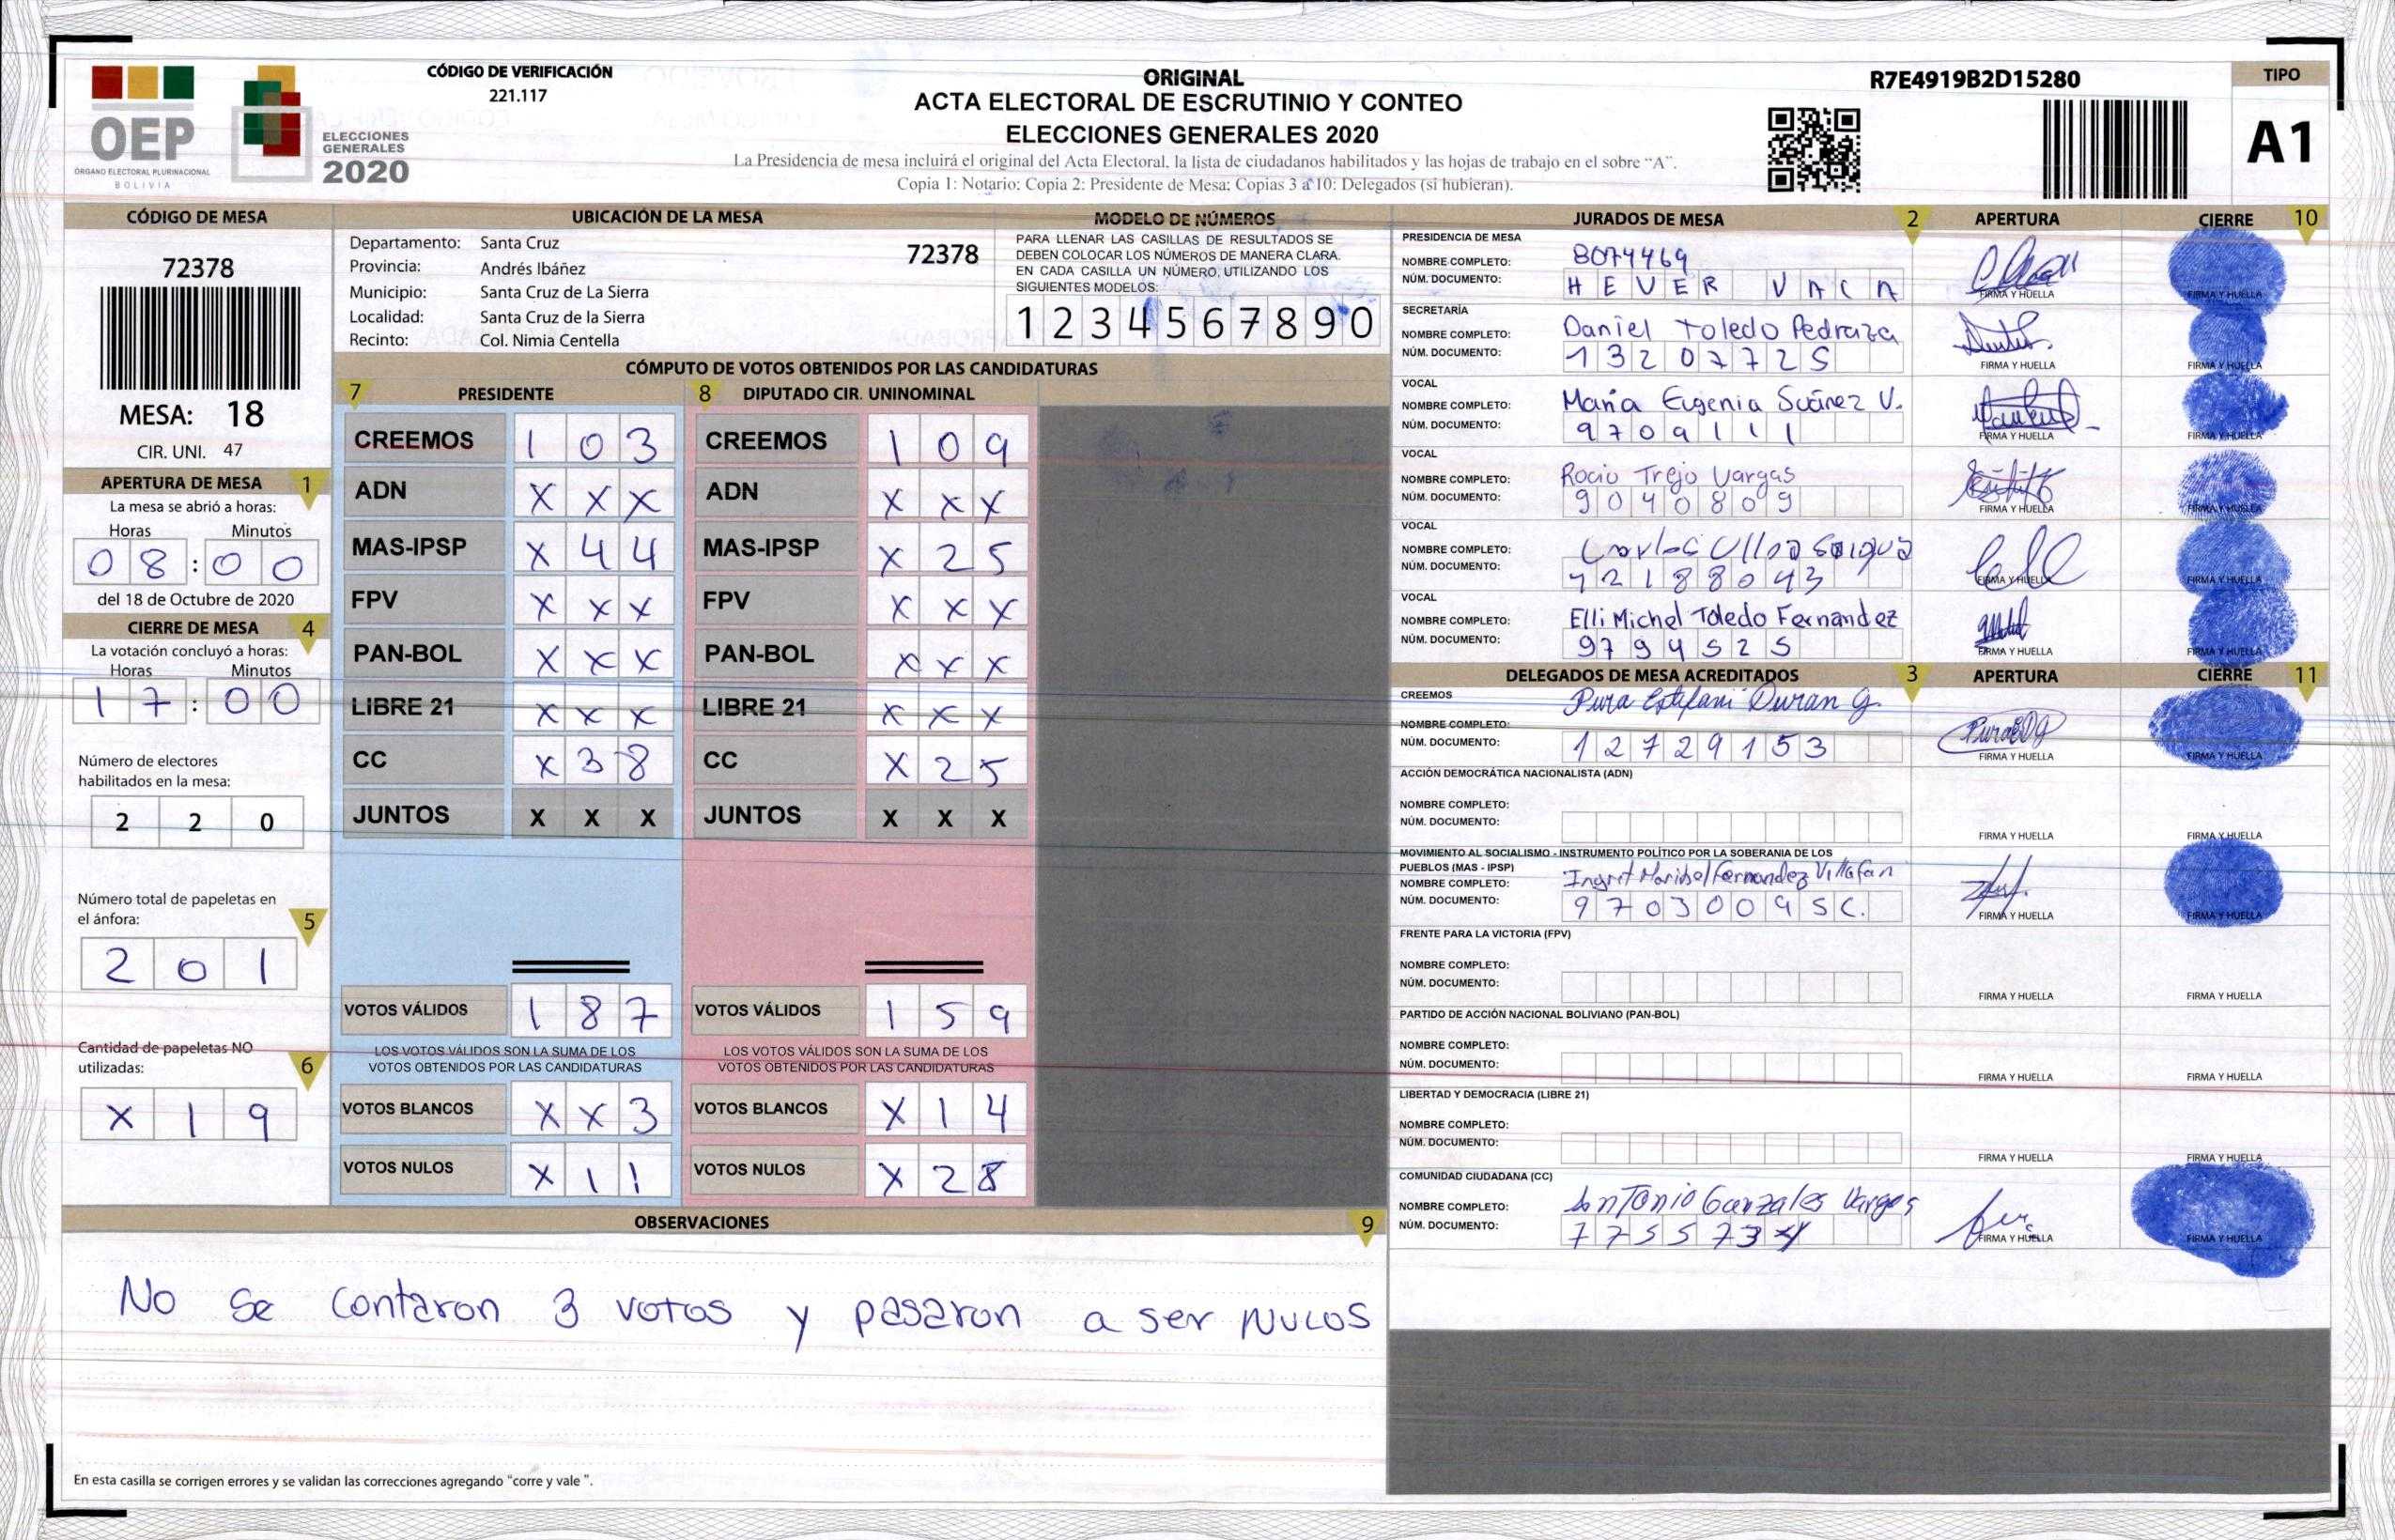 OEP
ÓRGANO ELECTORAL PLURINACIONAL
BOLIVIA
ELECCIONES
GENERALES
2020
CÓDIGO DE VERIFICACIÓN
221.117
ORIGINAL
ACTA ELECTORAL DE ESCRUTINIO Y CONTEO
ELECCIONES GENERALES 2020
La Presidencia de mesa incluirá el original del Acta Electoral, la lista de ciudadanos habilitados y las hojas de trabajo en el sobre "A".
Copia 1: Notario; Copia 2: Presidente de Mesa; Copias 3 a 10: Delegados (si hubieran).
R7E4919B2D15280
TIPO
A1
CÓDIGO DE MESA
72378
MESA: 18
CIR. UNI. 47
APERTURA DE MESA 1
La mesa se abrió a horas:
Horas Minutos
08:00
del 18 de Octubre de 2020
CIERRE DE MESA 4
La votación concluyó a horas:
Horas Minutos
17:00
Número de electores
habilitados en la mesa:
2 2 0
Número total de papeletas en
el ánfora: 5
2 0 1
Cantidad de papeletas NO
utilizadas: 6
X 1 9
UBICACIÓN DE LA MESA
Departamento: Santa Cruz 72378
Provincia: Andrés Ibáñez
Municipio: Santa Cruz de La Sierra
Localidad: Santa Cruz de la Sierra
Recinto: Col. Nimia Centella
MODELO DE NÚMEROS
PARA LLENAR LAS CASILLAS DE RESULTADOS SE
DEBEN COLOCAR LOS NÚMEROS DE MANERA CLARA.
EN CADA CASILLA UN NÚMERO, UTILIZANDO LOS
SIGUIENTES MODELOS:
1 2 3 4 5 6 7 8 9 0
CÓMPUTO DE VOTOS OBTENIDOS POR LAS CANDIDATURAS
7 PRESIDENTE 8 DIPUTADO CIR. UNINOMINAL
CREEMOS 1 0 3 CREEMOS 1 0 9
ADN X X X ADN X X X
MAS-IPSP X 4 4 MAS-IPSP X 2 5
FPV X X X FPV X X X
PAN-BOL X X X PAN-BOL X X X
LIBRE 21 X X X LIBRE 21 X X X
CC X 3 8 CC X 2 5
JUNTOS X X X JUNTOS X X X
VOTOS VÁLIDOS 1 8 7 VOTOS VÁLIDOS 1 5 9
LOS VOTOS VÁLIDOS SON LA SUMA DE LOS LOS VOTOS VÁLIDOS SON LA SUMA DE LOS
VOTOS OBTENIDOS POR LAS CANDIDATURAS VOTOS OBTENIDOS POR LAS CANDIDATURAS
VOTOS BLANCOS X X 3 VOTOS BLANCOS X 1 4
VOTOS NULOS X 1 1 VOTOS NULOS X 2 8
OBSERVACIONES 9
No se contaron 3 votos y pasaron a ser NULOS
En esta casilla se corrigen errores y se validan las correcciones agregando "corre y vale".
JURADOS DE MESA 2 APERTURA CIERRE 10
PRESIDENCIA DE MESA
NOMBRE COMPLETO: 8074469
NÚM. DOCUMENTO: HEVER VACA
FIRMA Y HUELLA FIRMA Y HUELLA
SECRETARÍA
NOMBRE COMPLETO: Daniel Toledo Pedraza
NÚM. DOCUMENTO: 13207725
FIRMA Y HUELLA FIRMA Y HUELLA
VOCAL
NOMBRE COMPLETO: Maria Eugenia Suárez V.
NÚM. DOCUMENTO: 9709111
FIRMA Y HUELLA FIRMA Y HUELLA
VOCAL
NOMBRE COMPLETO: Rocio Trejo Vargas
NÚM. DOCUMENTO: 9040809
FIRMA Y HUELLA FIRMA Y HUELLA
VOCAL
NOMBRE COMPLETO: Carlos Ulloa
NÚM. DOCUMENTO:
FIRMA Y HUELLA FIRMA Y HUELLA
VOCAL
NOMBRE COMPLETO: Elli Michel Toledo Fernandez
NÚM. DOCUMENTO: 9794525
FIRMA Y HUELLA FIRMA Y HUELLA
DELEGADOS DE MESA ACREDITADOS 3 APERTURA CIERRE 11
CREEMOS
NOMBRE COMPLETO: Pura Estefani Duran G.
NÚM. DOCUMENTO: 12729153
FIRMA Y HUELLA FIRMA Y HUELLA
ACCIÓN DEMOCRÁTICA NACIONALISTA (ADN)
NOMBRE COMPLETO:
NÚM. DOCUMENTO:
FIRMA Y HUELLA FIRMA Y HUELLA
MOVIMIENTO AL SOCIALISMO - INSTRUMENTO POLÍTICO POR LA SOBERANIA DE LOS
PUEBLOS (MAS - IPSP)
NOMBRE COMPLETO: Ingrit Maribel Fernandez Villafan
NÚM. DOCUMENTO: 9703009SC.
FIRMA Y HUELLA FIRMA Y HUELLA
FRENTE PARA LA VICTORIA (FPV)
NOMBRE COMPLETO:
NÚM. DOCUMENTO:
FIRMA Y HUELLA FIRMA Y HUELLA
PARTIDO DE ACCIÓN NACIONAL BOLIVIANO (PAN-BOL)
NOMBRE COMPLETO:
NÚM. DOCUMENTO:
FIRMA Y HUELLA FIRMA Y HUELLA
LIBERTAD Y DEMOCRACIA (LIBRE 21)
NOMBRE COMPLETO:
NÚM. DOCUMENTO:
FIRMA Y HUELLA FIRMA Y HUELLA
COMUNIDAD CIUDADANA (CC)
NOMBRE COMPLETO: Antonio Gonzales Vargas
NÚM. DOCUMENTO:
FIRMA Y HUELLA FIRMA Y HUELLA